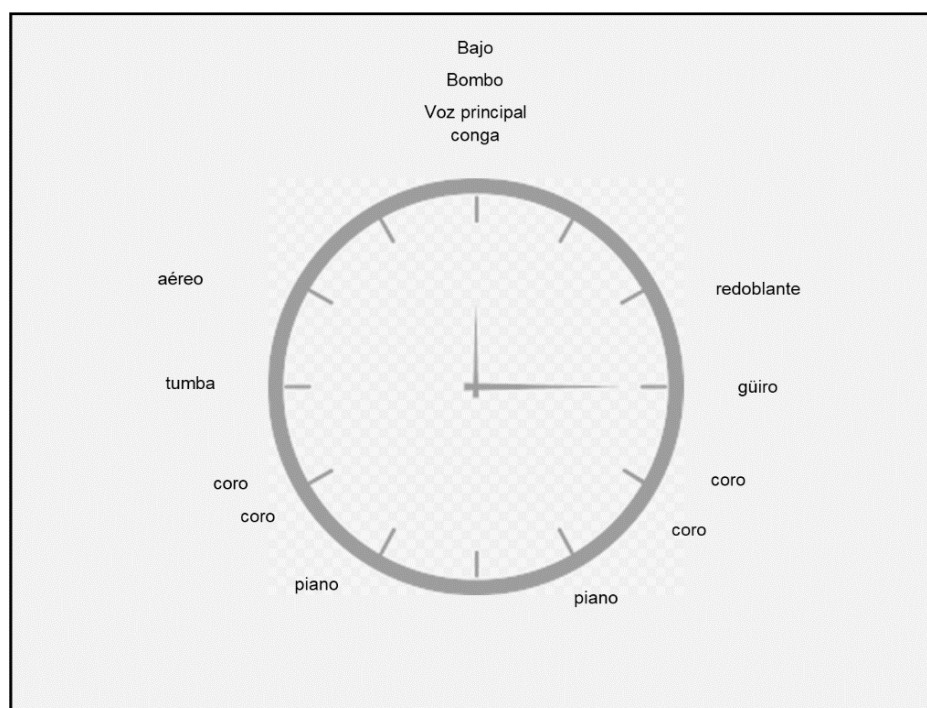 Bajo
Bombo
Voz principal
conga
aéreo
redoblante
tumba
güiro
coro
coro
coro
coro
piano
piano